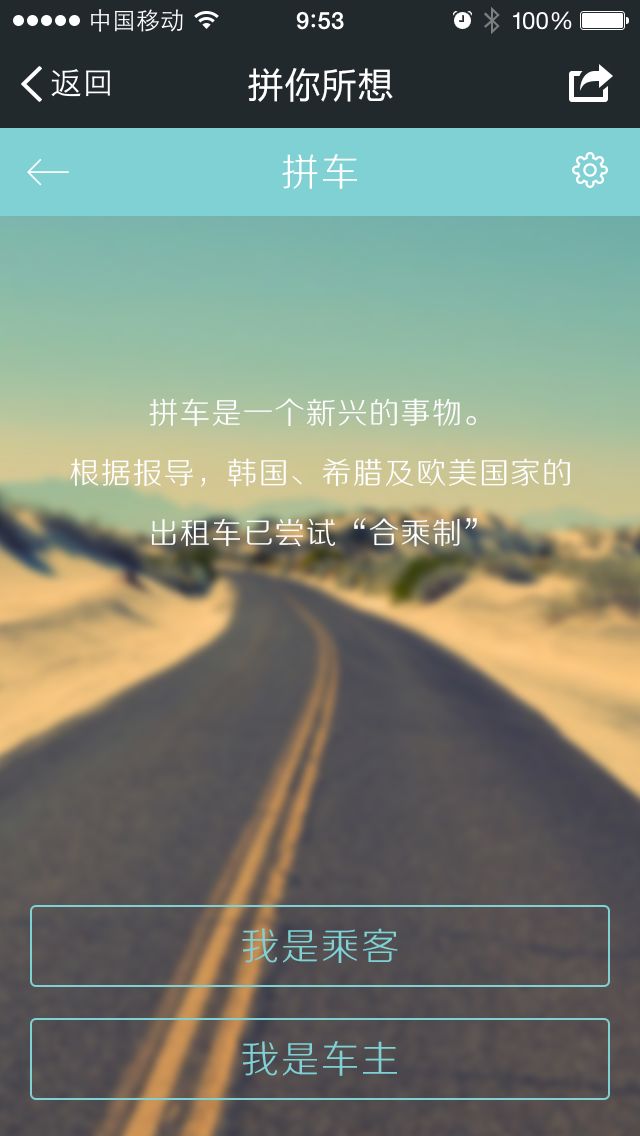 中国移动 9:53 100%
返回 拼你所想
拼车
拼车是一个新兴的事物。
根据报导，韩国、希腊及欧美国家的
出租车已尝试“合乘制”
我是乘客
我是车主